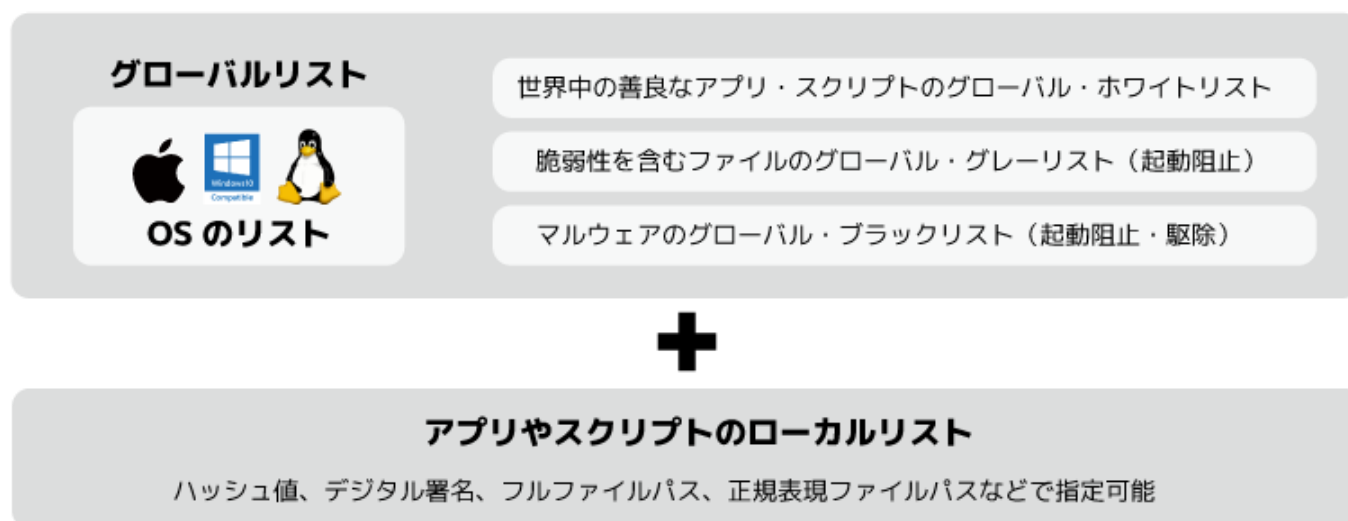 グローバルリスト
Windows10
Compatible
OS のリスト
世界中の善良なアプリ・スクリプトのグローバル・ホワイトリスト
脆弱性を含むファイルのグローバル・グレーリスト（起動阻止）
マルウェアのグローバル・ブラックリスト（起動阻止・駆除）
アプリやスクリプトのローカルリスト
ハッシュ値、デジタル署名、フルファイルパス、正規表現ファイルパスなどで指定可能